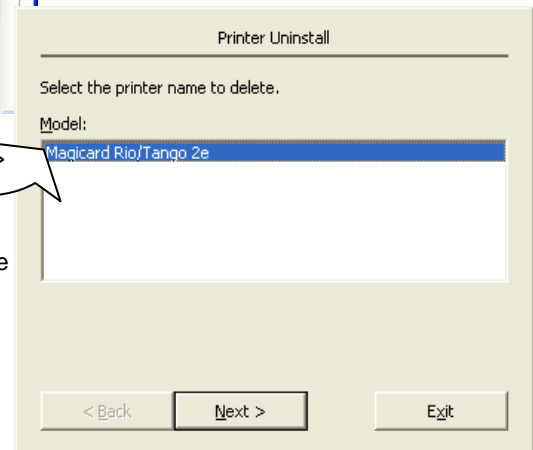 Printer Uninstall
Select the printer name to delete.
Model:
Magicard Rio/Tango 2e
e
< Back
Next >
Exit